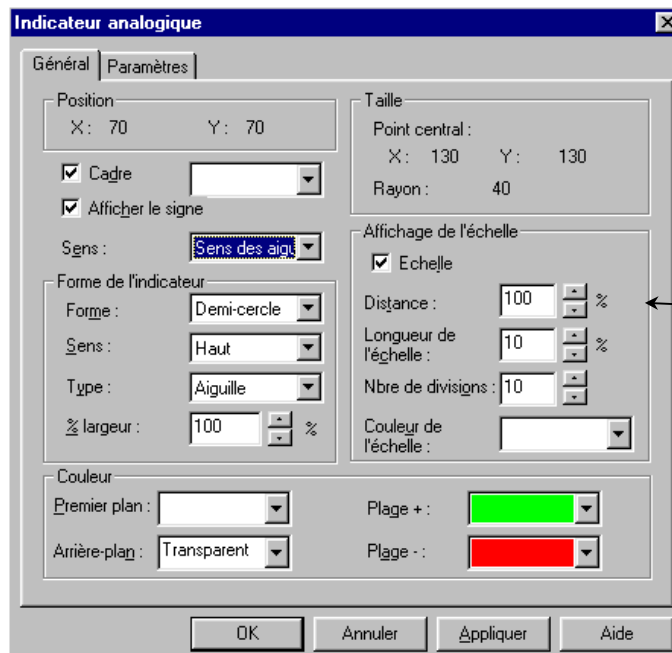 Indicateur analogique
Général Paramètres
Position
X : 70 Y : 70
Cadre
Afficher le signe
Sens : Sens des aigu
Forme de l'indicateur
Forme : Demi-cercle
Sens : Haut
Type : Aiguille
% largeur : 100 %
Taille
Point central :
X : 130 Y : 130
Rayon : 40
Affichage de l'échelle
Echelle
Distance : 100 %
Longueur de
l'échelle : 10 %
Nbre de divisions : 10
Couleur de
l'échelle :
Couleur
Premier plan : Plage + :
Arrière-plan : Transparent Plage - :
OK Annuler Appliquer Aide